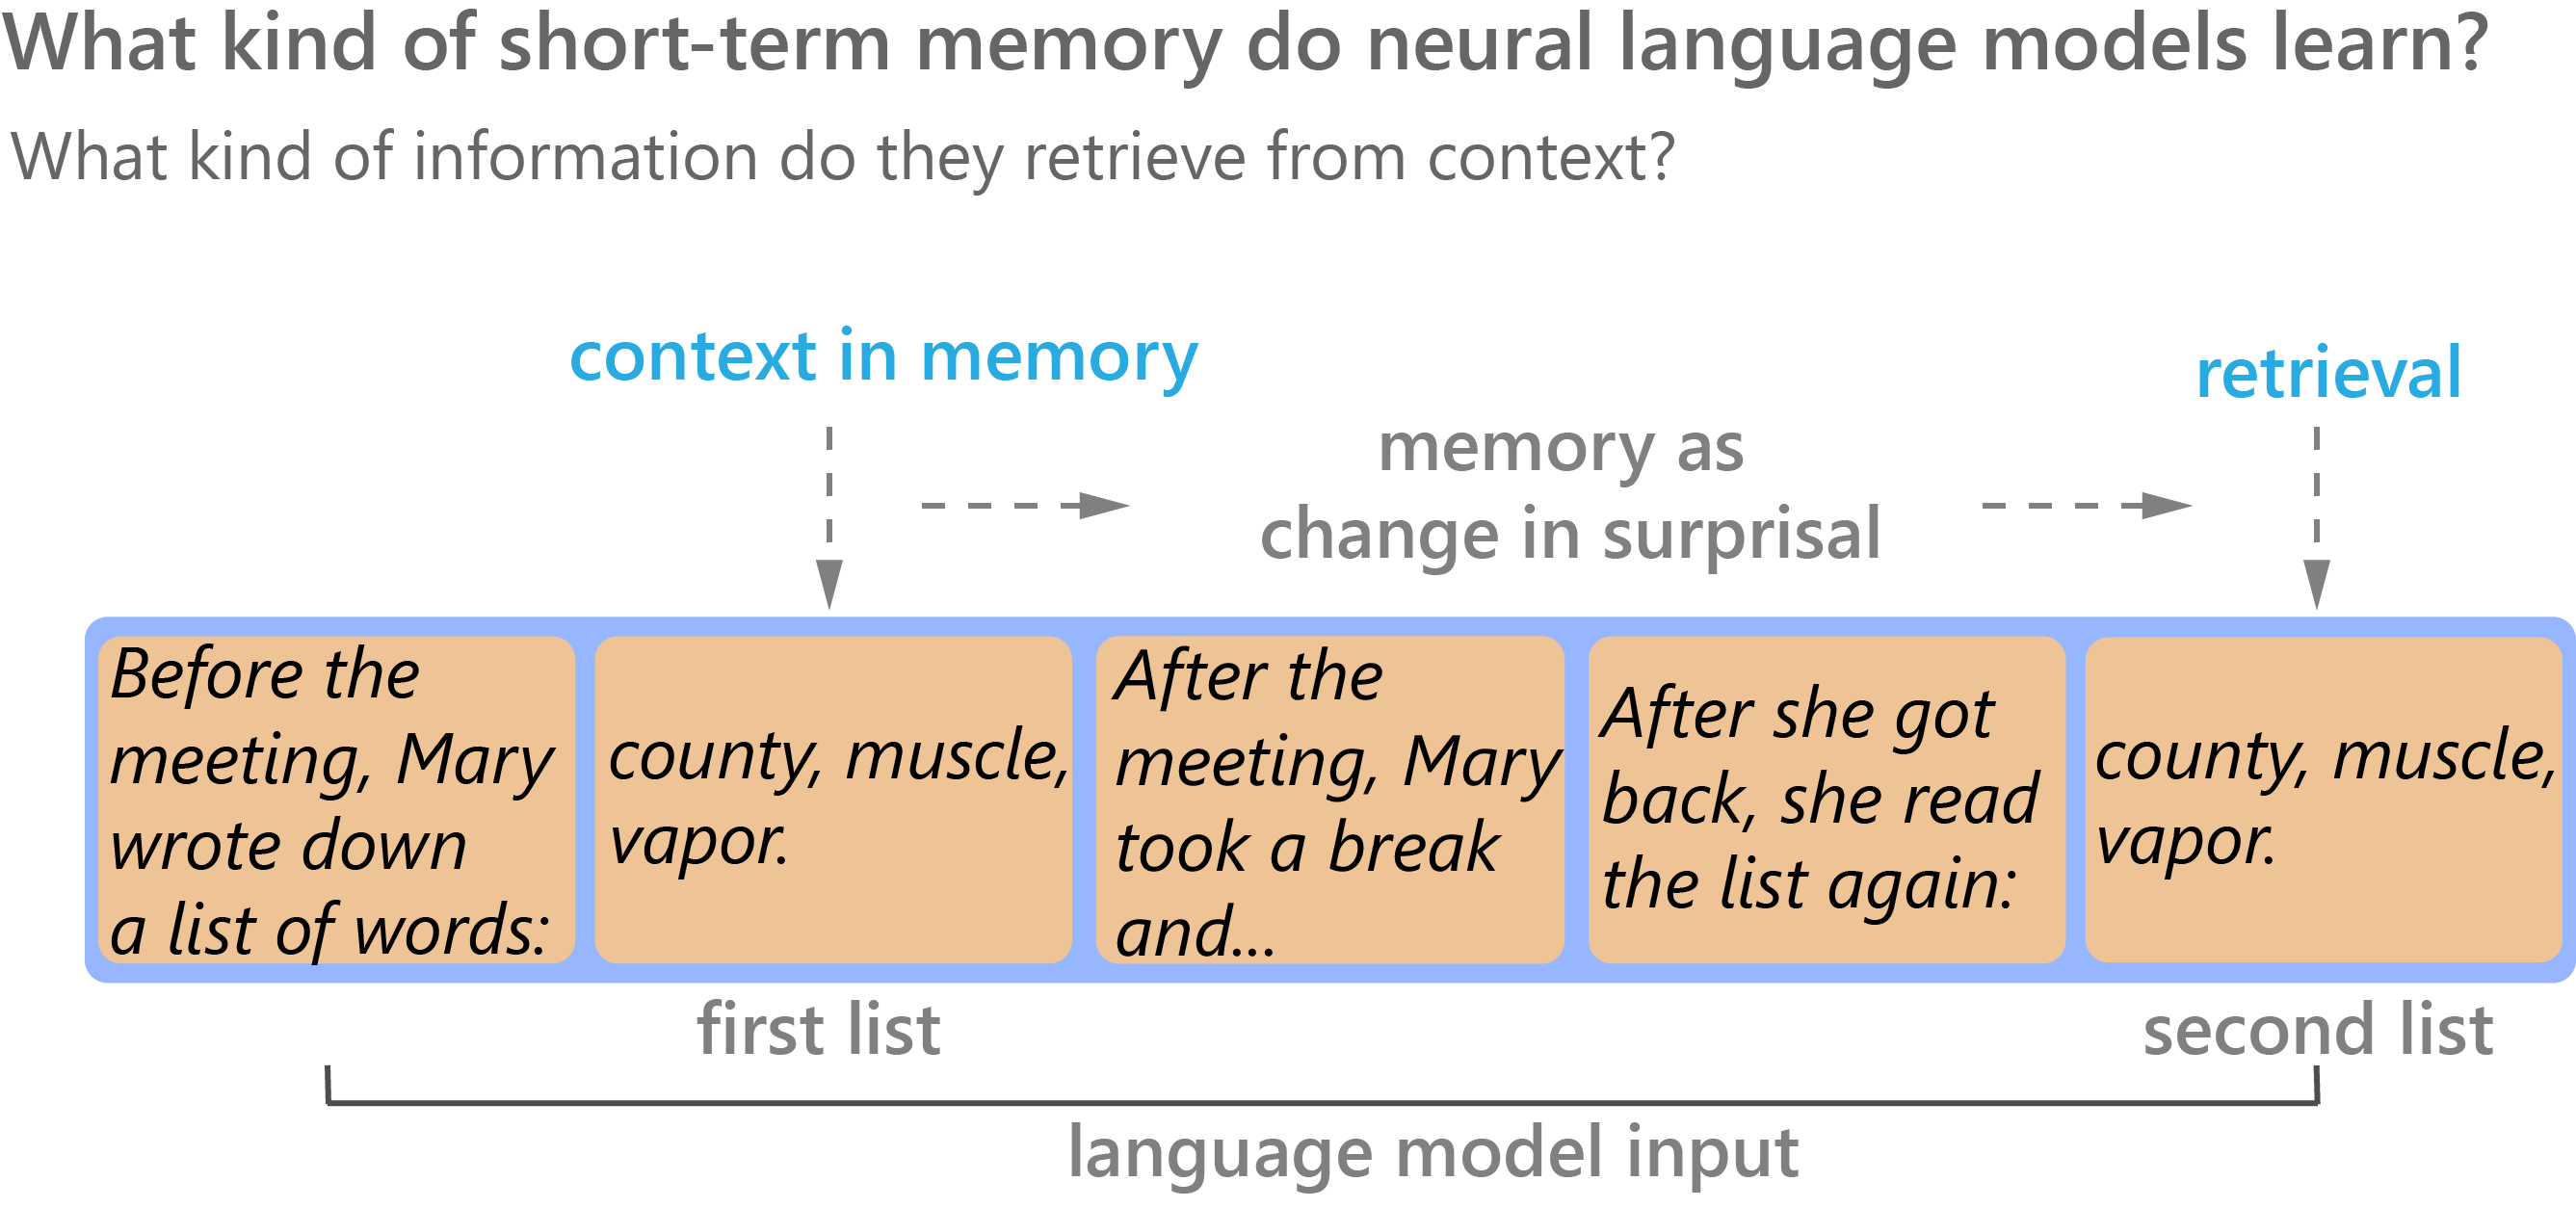 What kind of short-term memory do neural language models learn?
What kind of information do they retrieve from context?
context in memory
retrieval
memory as
change in surprisal
Before the
meeting, Mary
wrote down
a list of words:
county, muscle,
vapor.
After the
meeting, Mary
took a break
and...
After she got
back, she read
the list again:
county, muscle,
vapor.
first list
second list
language model input